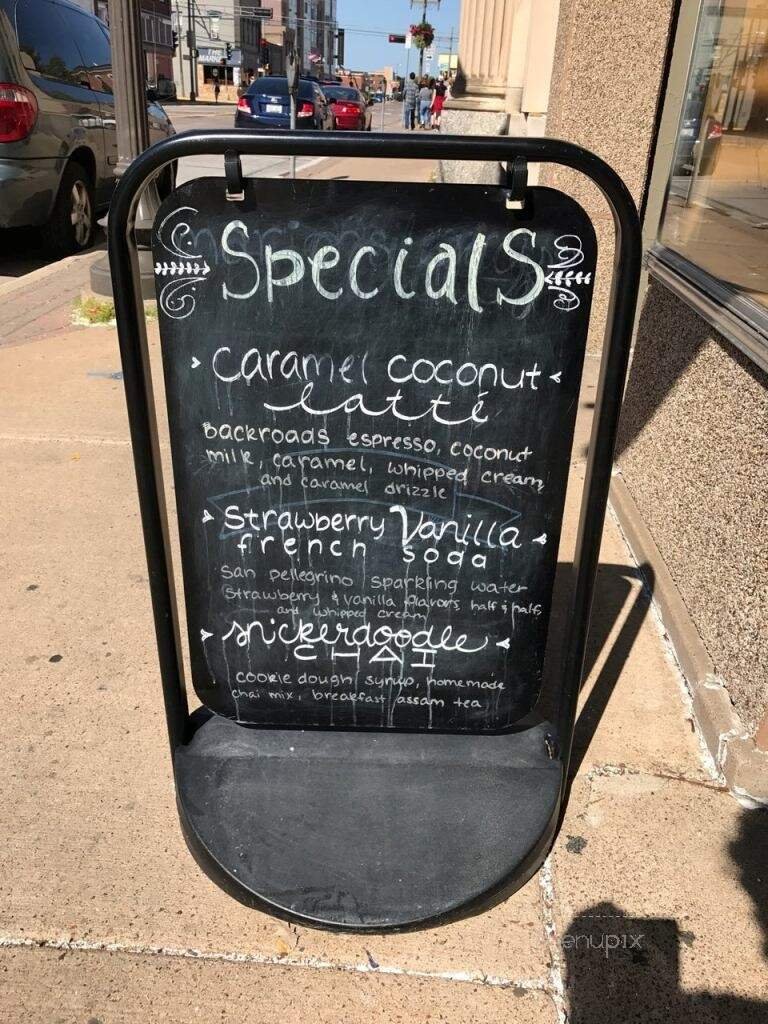 Specials
caramel coconut
latté
backroads espresso, coconut
milk, caramel, whipped cream
and caramel drizzle
Strawberry Vanilla
french soda
San pellegrino sparkling water
Strawberry & vanilla flavors, half & half,
and whipped cream
snickerdoodle
CHAI
cookie dough syrup, homemade
chai mix, breakfast assam tea
enupix